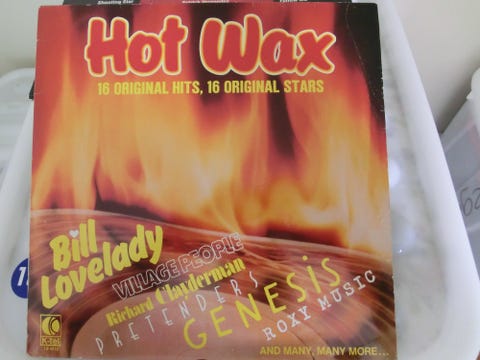 Hot Wax
16 ORIGINAL HITS, 16 ORIGINAL STARS
Bill
Lovelady
VILLAGE PEOPLE
Richard Clayderman
PRETENDERS
GENESIS
ROXY MUSIC
K-tel
AND MANY, MANY MORE...